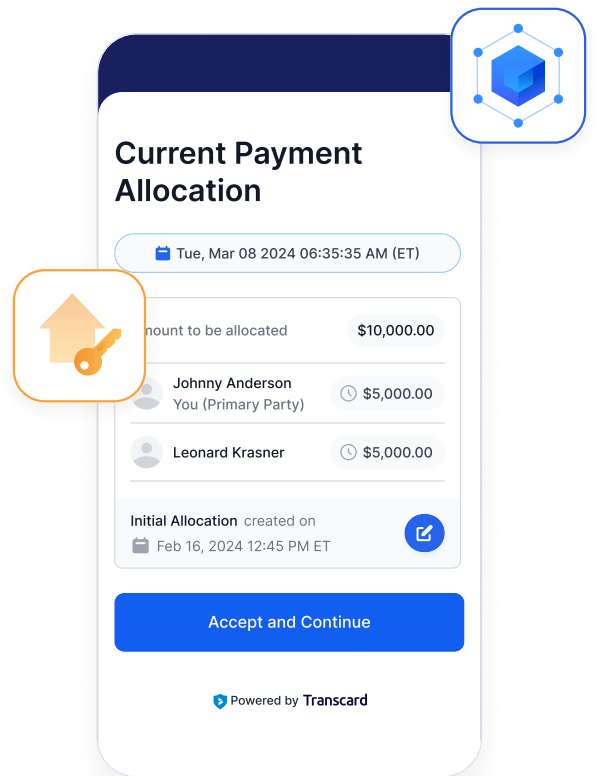 Current Payment
Allocation
Tue, Mar 08 2024 06:35:35 AM (ET)
mount to be allocated $10,000.00
Johnny Anderson
You (Primary Party) $5,000.00
Leonard Krasner $5,000.00
Initial Allocation created on
Feb 16, 2024 12:45 PM ET
Accept and Continue
Powered by Transcard